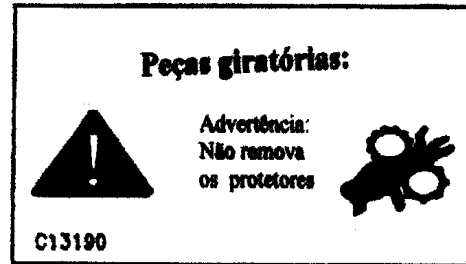 Peças giratórias:
Advertência:
Não remova
os protetores
C13190